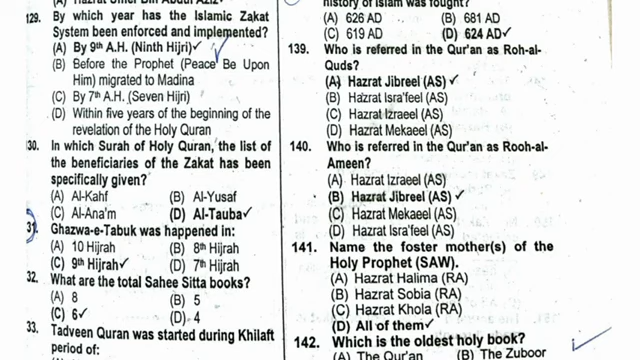 (A) Hazrat Umer Bin Abdul Aziz
129. By which year has the Islamic Zakat
System been enforced and implemented?
(A) By 9th A.H. (Ninth Hijri)✓
(B) Before the Prophet (Peace Be Upon
Him) migrated to Madina
(C) By 7th A.H. (Seven Hijri)
(D) Within five years of the beginning of the
revelation of the Holy Quran
30. In which Surah of Holy Quran, the list of
the beneficiaries of the Zakat has been
specifically given?
(A) Al-Kahf (B) Al-Yusaf
(C) Al-Ana'm (D) Al-Tauba✓
31. Ghazwa-e-Tabuk was happened in:
(A) 10 Hijrah (B) 8th Hijrah
(C) 9th Hijrah✓ (D) 7th Hijrah
32. What are the total Sahee Sitta books?
(A) 8 (B) 5
(C) 6✓ (D) 4
33. Tadveen Quran was started during Khilaft
period of:
history of Islam was fought?
(A) 626 AD (B) 681 AD
(C) 619 AD (D) 624 AD✓
139. Who is referred in the Qur'an as Roh-al-
Quds?
(A) Hazrat Jibreel (AS)✓
(B) Hazrat Isra'feel (AS)
(C) Hazrat Izraeel (AS)
(D) Hazrat Mekaeel (AS)
140. Who is referred in the Qur'an as Rooh-al-
Ameen?
(A) Hazrat Izraeel (AS)
(B) Hazrat Jibreel (AS)✓
(C) Hazrat Mekaeel (AS)
(D) Hazrat Isra'feel (AS)
141. Name the foster mother(s) of the
Holy Prophet (SAW).
(A) Hazrat Halima (RA)
(B) Hazrat Sobia (RA)
(C) Hazrat Khola (RA)
(D) All of them✓
142. Which is the oldest holy book?
(A) The Qur'an (B) The Zuboor